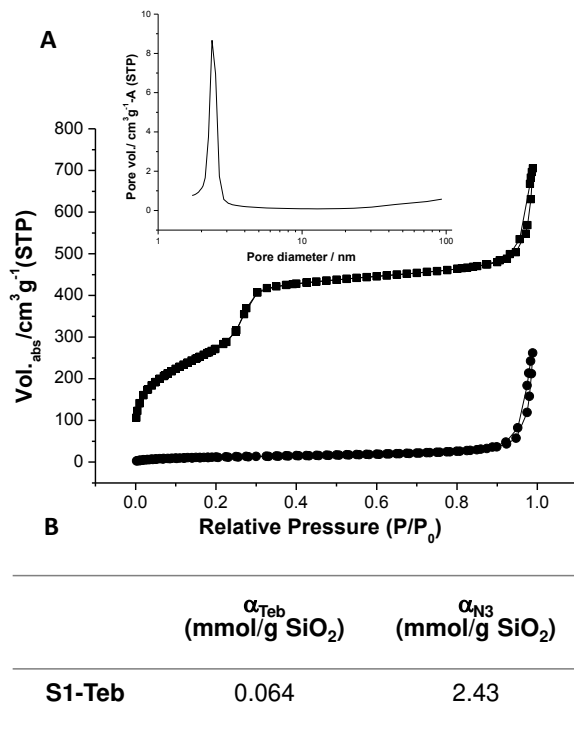 A
Pore vol./ cm³g⁻¹-A (STP)
10
8
6
4
2
0
1
10
100
Pore diameter / nm
Vol.abs/cm³g⁻¹(STP)
800
700
600
500
400
300
200
100
0
0.0 0.2 0.4 0.6 0.8 1.0
B
Relative Pressure (P/P₀)
αTeb αN3
(mmol/g SiO₂) (mmol/g SiO₂)
S1-Teb 0.064 2.43